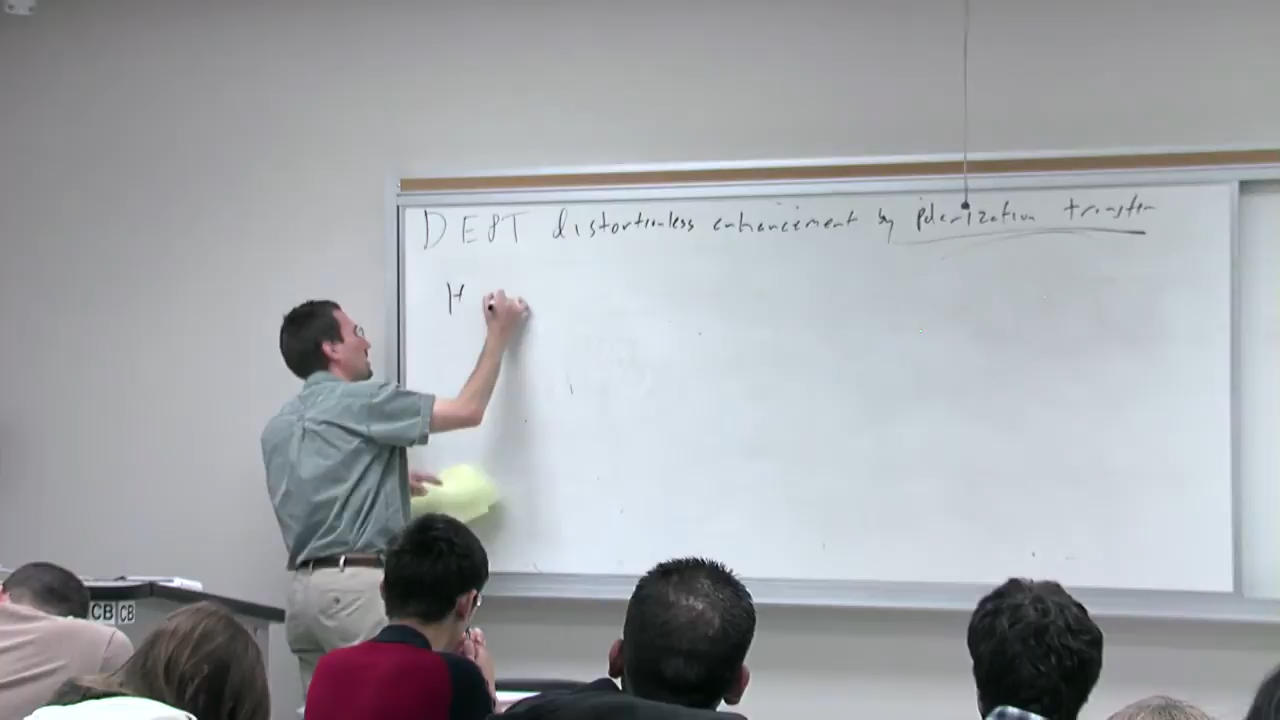 DEPT distortionless enhancement by polarization transfer
H
CB CB